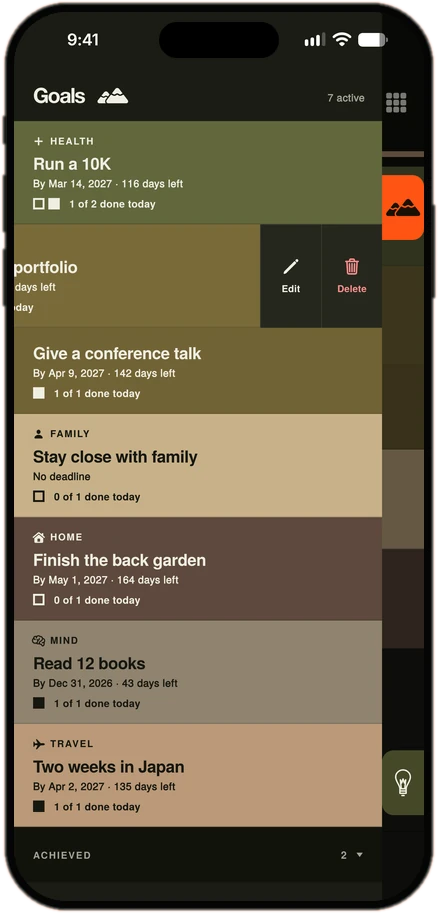 9:41
Goals
7 active
HEALTH
Run a 10K
By Mar 14, 2027 · 116 days left
1 of 2 done today
portfolio
days left
Edit
Delete
Give a conference talk
By Apr 9, 2027 · 142 days left
1 of 1 done today
FAMILY
Stay close with family
No deadline
0 of 1 done today
HOME
Finish the back garden
By May 1, 2027 · 164 days left
0 of 1 done today
MIND
Read 12 books
By Dec 31, 2026 · 43 days left
1 of 1 done today
TRAVEL
Two weeks in Japan
By Apr 2, 2027 · 135 days left
1 of 1 done today
ACHIEVED
2